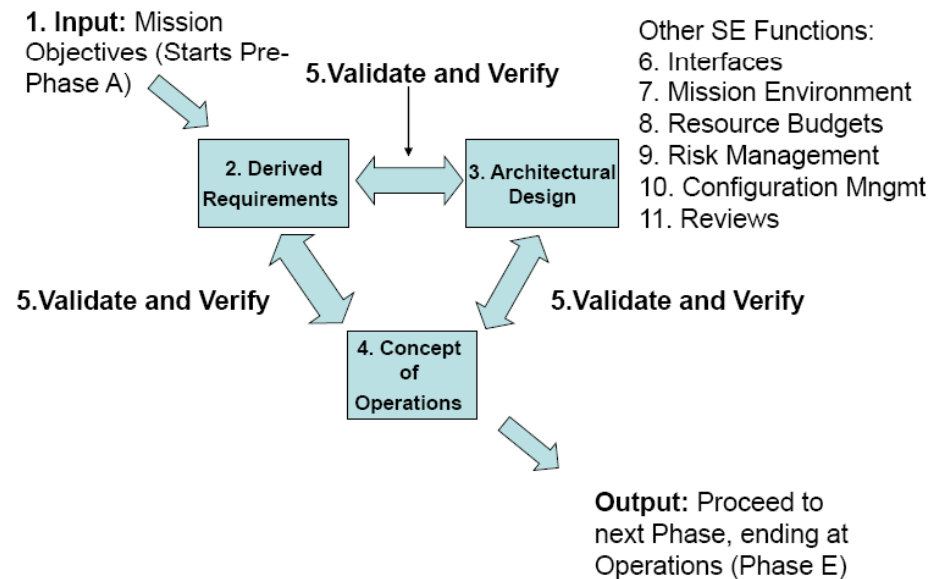 1. Input: Mission
Objectives (Starts Pre-
Phase A)
5.Validate and Verify
Other SE Functions:
6. Interfaces
7. Mission Environment
8. Resource Budgets
9. Risk Management
10. Configuration Mngmt
11. Reviews
2. Derived
Requirements
3. Architectural
Design
5.Validate and Verify
5.Validate and Verify
4. Concept
of
Operations
Output: Proceed to
next Phase, ending at
Operations (Phase E)